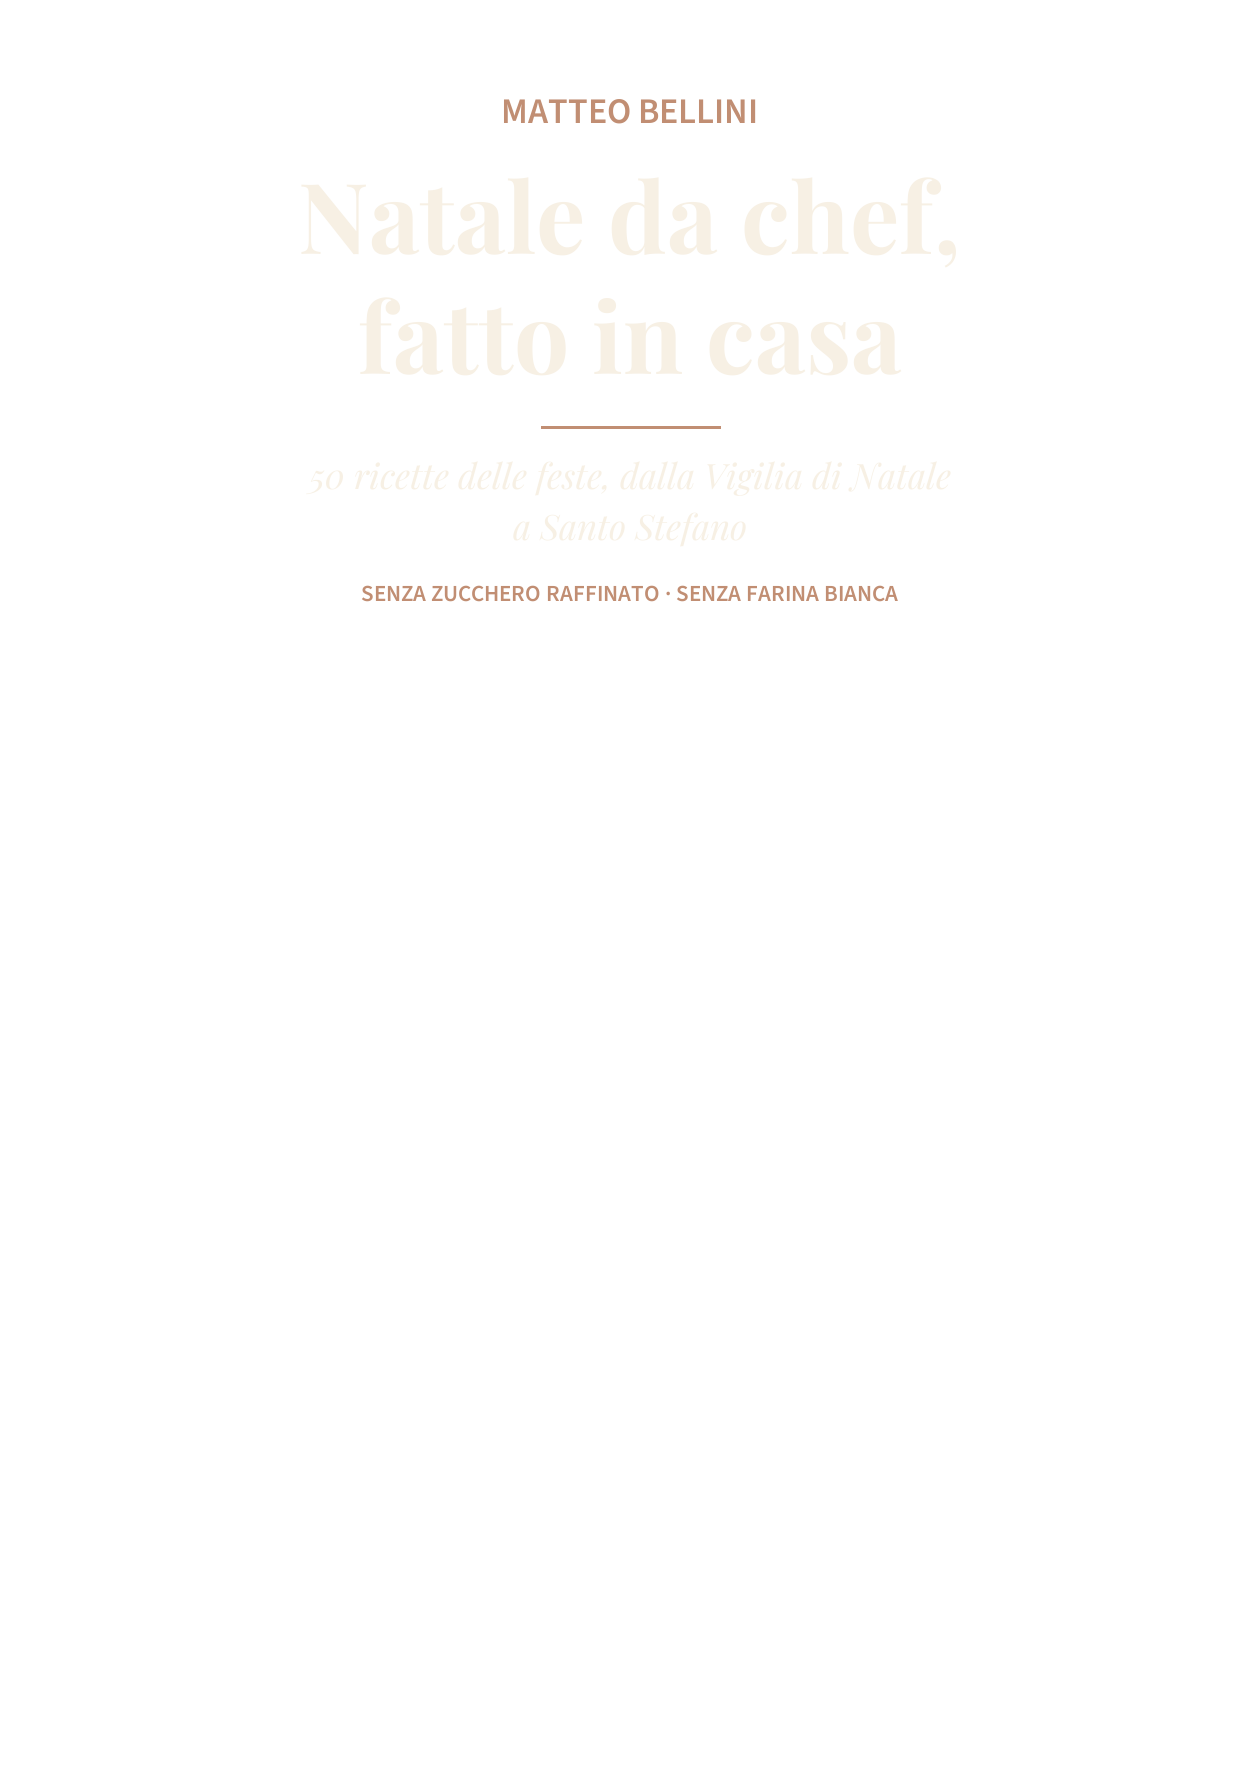 MATTEO BELLINI
Natale da chef,
fatto in casa
50 ricette delle feste, dalla Vigilia di Natale
a Santo Stefano
SENZA ZUCCHERO RAFFINATO · SENZA FARINA BIANCA